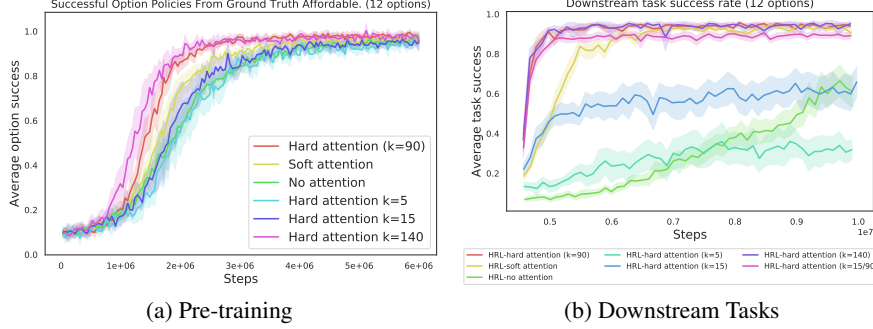 Successful Option Policies From Ground Truth Affordable. (12 options)
Average option success
1.0
0.8
0.6
0.4
0.2
0.0
Hard attention (k=90)
Soft attention
No attention
Hard attention k=5
Hard attention k=15
Hard attention k=140
0
1e+06
2e+06
3e+06
4e+06
5e+06
6e+06
Steps
(a) Pre-training
Downstream task success rate (12 options)
Average task success
1.0
0.8
0.6
0.4
0.2
0.5
0.6
0.7
0.8
0.9
1.0
1e7
Steps
HRL-hard attention (k=90)
HRL-soft attention
HRL-no attention
HRL-hard attention (k=5)
HRL-hard attention (k=15)
HRL-hard attention (k=140)
HRL-hard attention (k=15/90
(b) Downstream Tasks